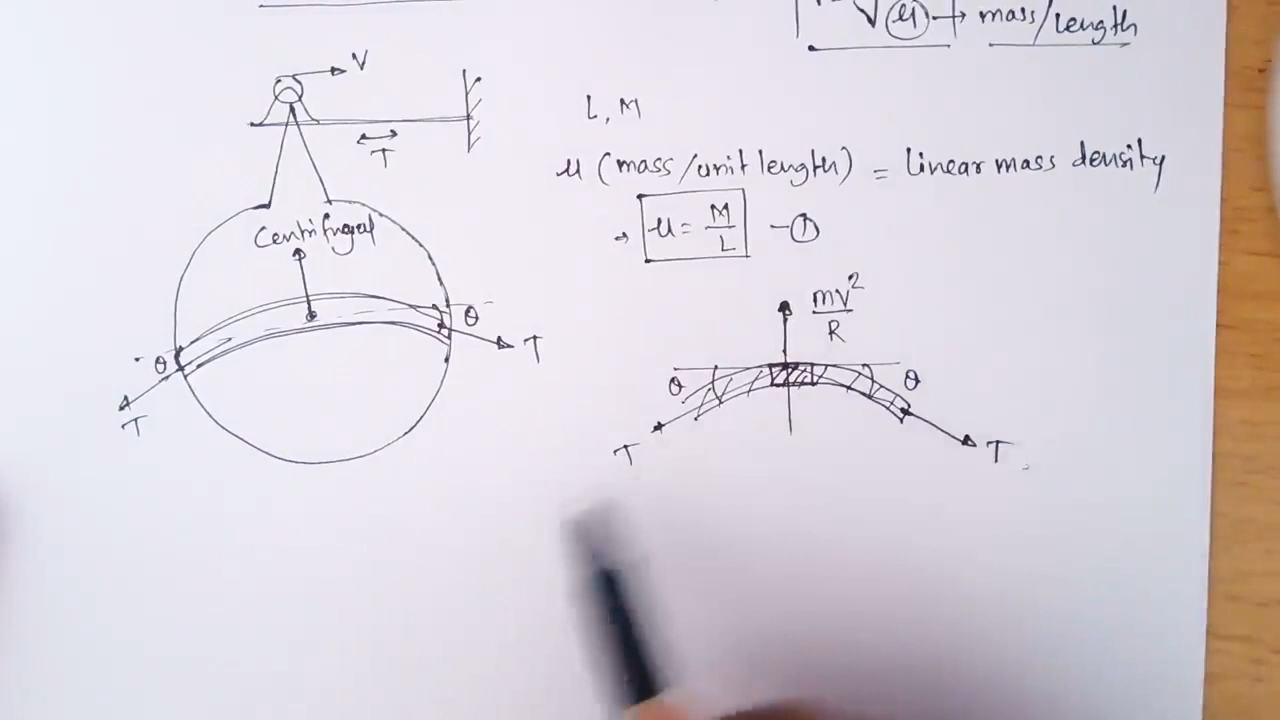 √μ → mass/length
V
T
L, M
μ (mass/unit length) = linear mass density
→ μ = M/L — ①
Centrifugal
θ
θ
T
T
mv²/R
θ
θ
T
T